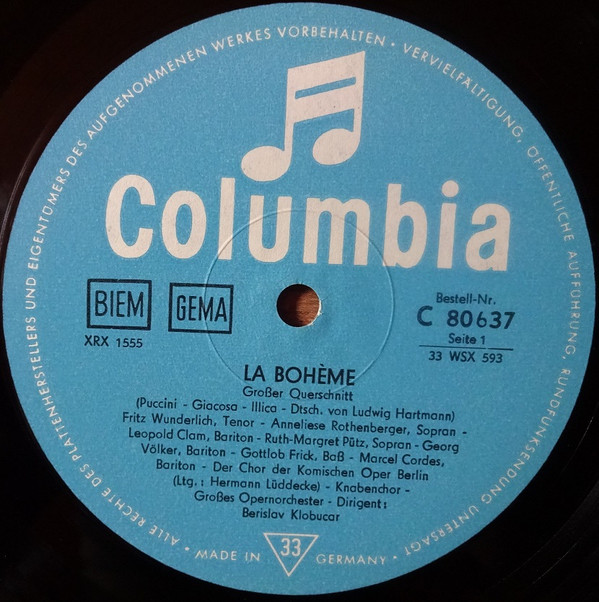 ALLE RECHTE DES PLATTENHERSTELLERS UND EIGENTÜMERS DES AUFGENOMMENEN WERKES VORBEHALTEN • VERVIELFÄLTIGUNG, ÖFFENTLICHE AUFFÜHRUNG, RUNDFUNKSENDUNG UNTERSAGT •
Columbia
BIEM
GEMA
XRX 1555
Bestell-Nr.
C 80637
Seite 1
33 WSX 593
LA BOHÈME
Großer Querschnitt
(Puccini - Giacosa - Illica - Dtsch. von Ludwig Hartmann)
Fritz Wunderlich, Tenor - Anneliese Rothenberger, Sopran -
Leopold Clam, Bariton - Ruth-Margret Pütz, Sopran - Georg
Völker, Bariton - Gottlob Frick, Baß - Marcel Cordes,
Bariton - Der Chor der Komischen Oper Berlin
(Ltg.: Hermann Lüddecke) - Knabenchor -
Großes Opernorchester - Dirigent:
Berislav Klobucar
MADE IN 33 GERMANY •